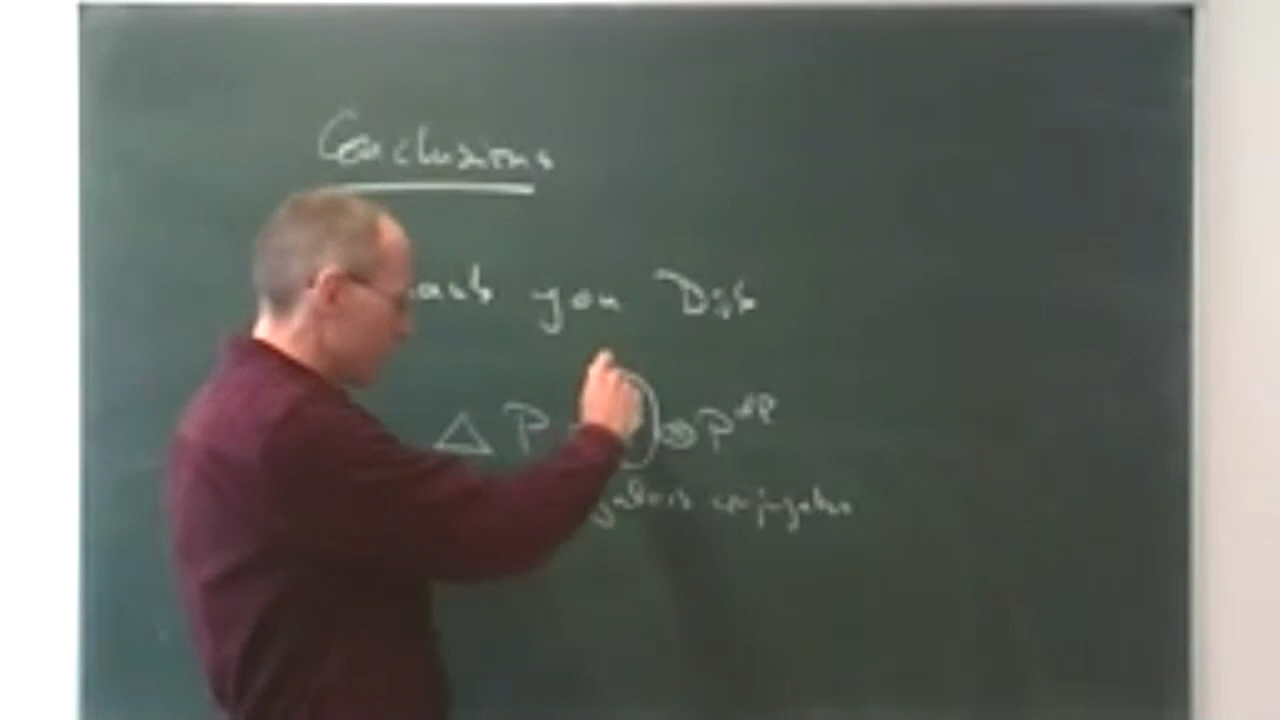 Conclusions
you Dirk
△ P ) ⊗ P^op
galois conjugates